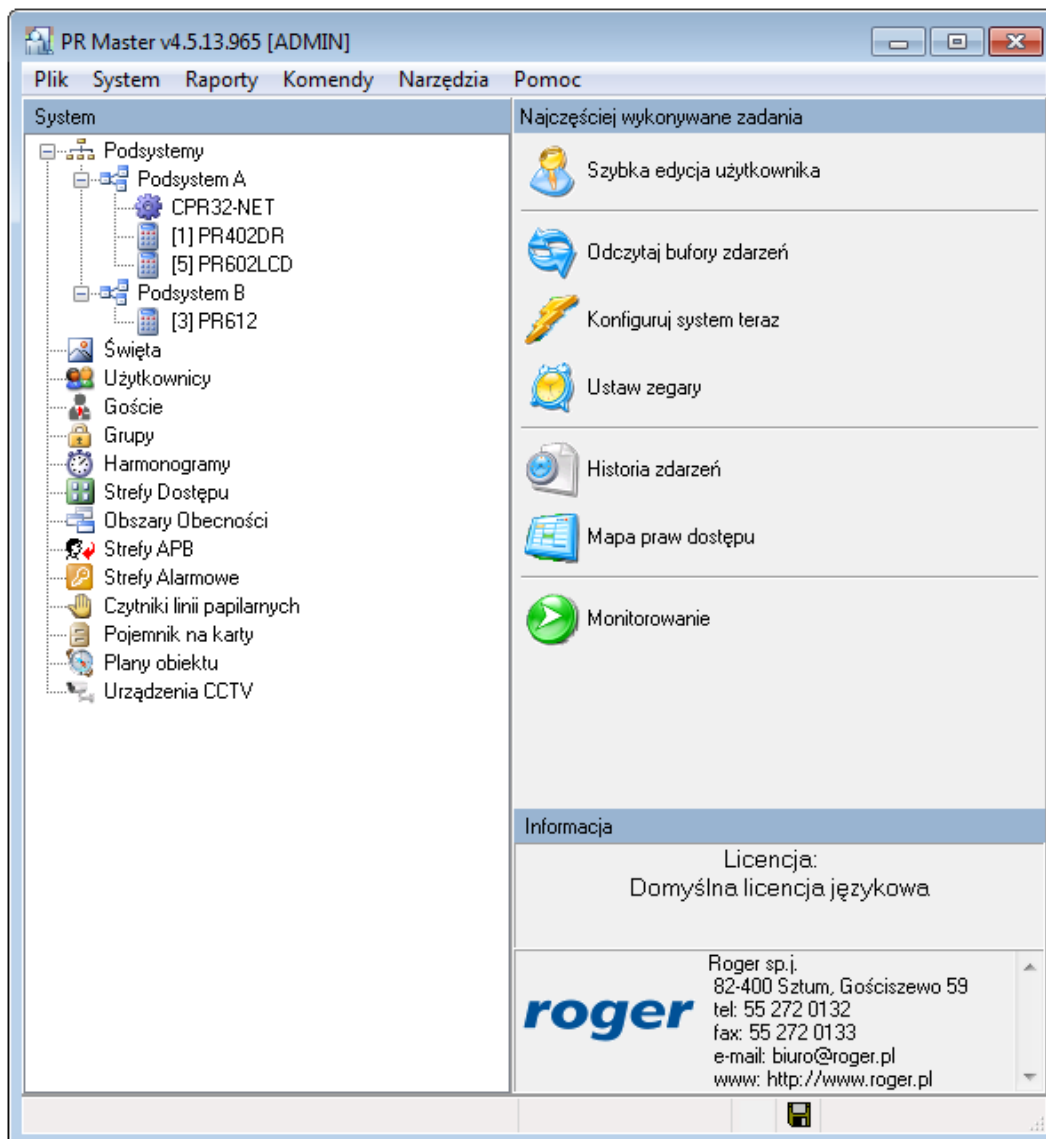 PR Master v4.5.13.965 [ADMIN]
Plik System Raporty Komendy Narzędzia Pomoc
System
Podsystemy
Podsystem A
CPR32-NET
[1] PR402DR
[5] PR602LCD
Podsystem B
[3] PR612
Święta
Użytkownicy
Goście
Grupy
Harmonogramy
Strefy Dostępu
Obszary Obecności
Strefy APB
Strefy Alarmowe
Czytniki linii papilarnych
Pojemnik na karty
Plany obiektu
Urządzenia CCTV
Najczęściej wykonywane zadania
Szybka edycja użytkownika
Odczytaj bufory zdarzeń
Konfiguruj system teraz
Ustaw zegary
Historia zdarzeń
Mapa praw dostępu
Monitorowanie
Informacja
Licencja:
Domyślna licencja językowa
roger
Roger sp.j.
82-400 Sztum, Gościszewo 59
tel: 55 272 0132
fax: 55 272 0133
e-mail: biuro@roger.pl
www: http://www.roger.pl